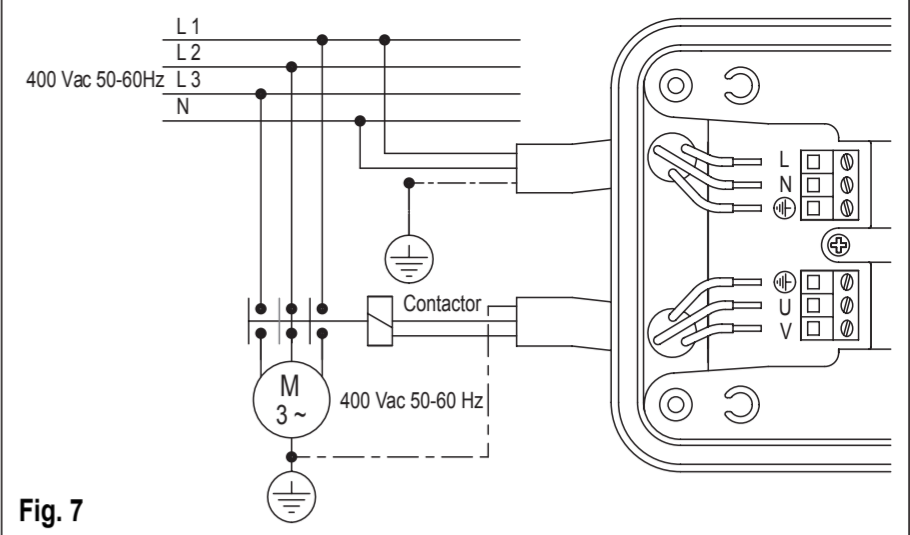 L 1
L 2
400 Vac 50-60Hz L 3
N
L
N
Contactor
U
V
M
3 ~
400 Vac 50-60 Hz
Fig. 7